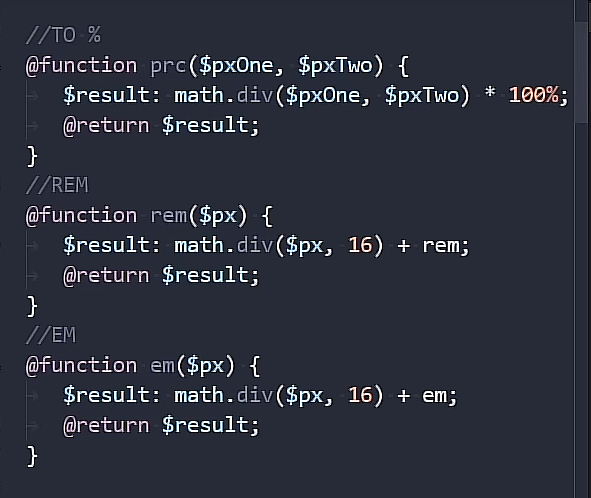 //TO %
@function prc($pxOne, $pxTwo) {
$result: math.div($pxOne, $pxTwo) * 100%;
@return $result;
}
//REM
@function rem($px) {
$result: math.div($px, 16) + rem;
@return $result;
}
//EM
@function em($px) {
$result: math.div($px, 16) + em;
@return $result;
}